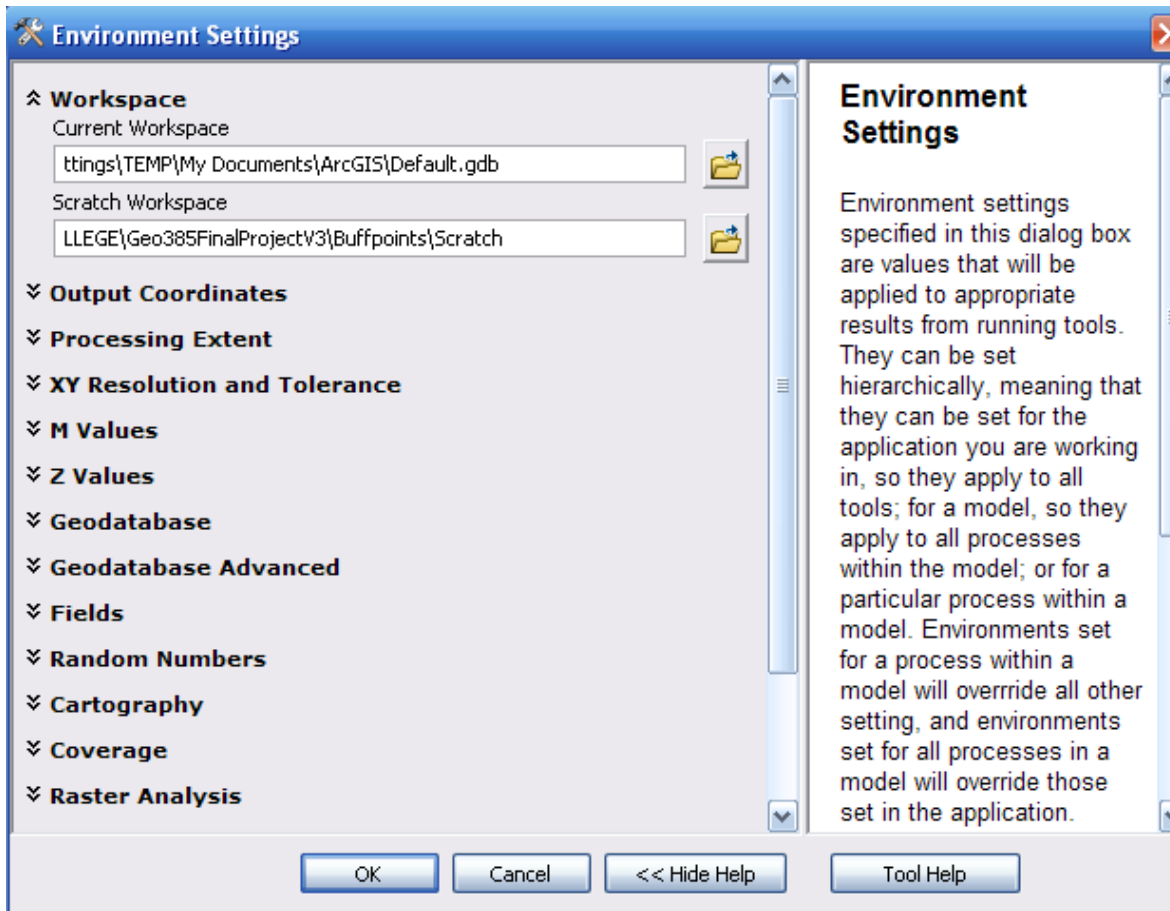 Environment Settings
Workspace
Current Workspace
ttings\TEMP\My Documents\ArcGIS\Default.gdb
Scratch Workspace
LLEGE\Geo385FinalProjectV3\Buffpoints\Scratch
Output Coordinates
Processing Extent
XY Resolution and Tolerance
M Values
Z Values
Geodatabase
Geodatabase Advanced
Fields
Random Numbers
Cartography
Coverage
Raster Analysis
Environment
Settings
Environment settings
specified in this dialog box
are values that will be
applied to appropriate
results from running tools.
They can be set
hierarchically, meaning that
they can be set for the
application you are working
in, so they apply to all
tools; for a model, so they
apply to all processes
within the model; or for a
particular process within a
model. Environments set
for a process within a
model will overrride all other
setting, and environments
set for all processes in a
model will override those
set in the application.
OK
Cancel
<< Hide Help
Tool Help